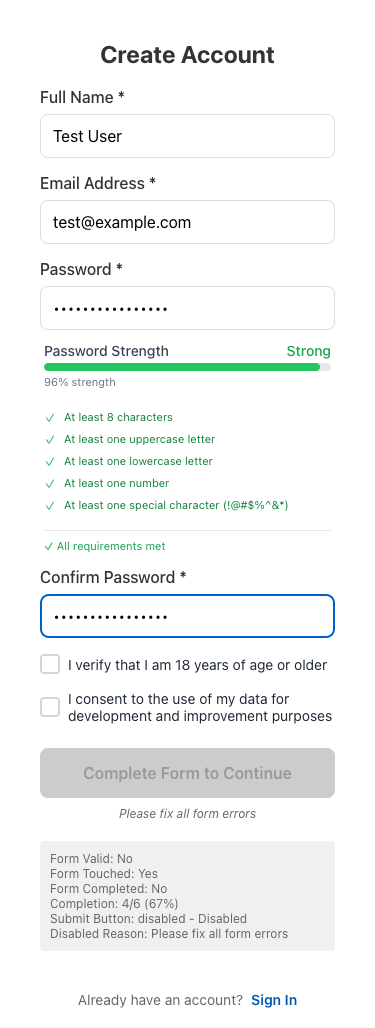 Create Account
Full Name *
Test User
Email Address *
test@example.com
Password *
••••••••••••••••
Password Strength Strong
96% strength
✓ At least 8 characters
✓ At least one uppercase letter
✓ At least one lowercase letter
✓ At least one number
✓ At least one special character (!@#$%^&*)
✓ All requirements met
Confirm Password *
••••••••••••••••
I verify that I am 18 years of age or older
I consent to the use of my data for
development and improvement purposes
Complete Form to Continue
Please fix all form errors
Form Valid: No
Form Touched: Yes
Form Completed: No
Completion: 4/6 (67%)
Submit Button: disabled - Disabled
Disabled Reason: Please fix all form errors
Already have an account? Sign In